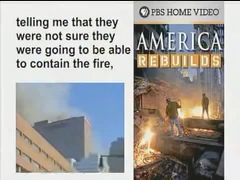 telling me that they
were not sure they
were going to be able
to contain the fire,
PBS HOME VIDEO
AMERICA
REBUILDS